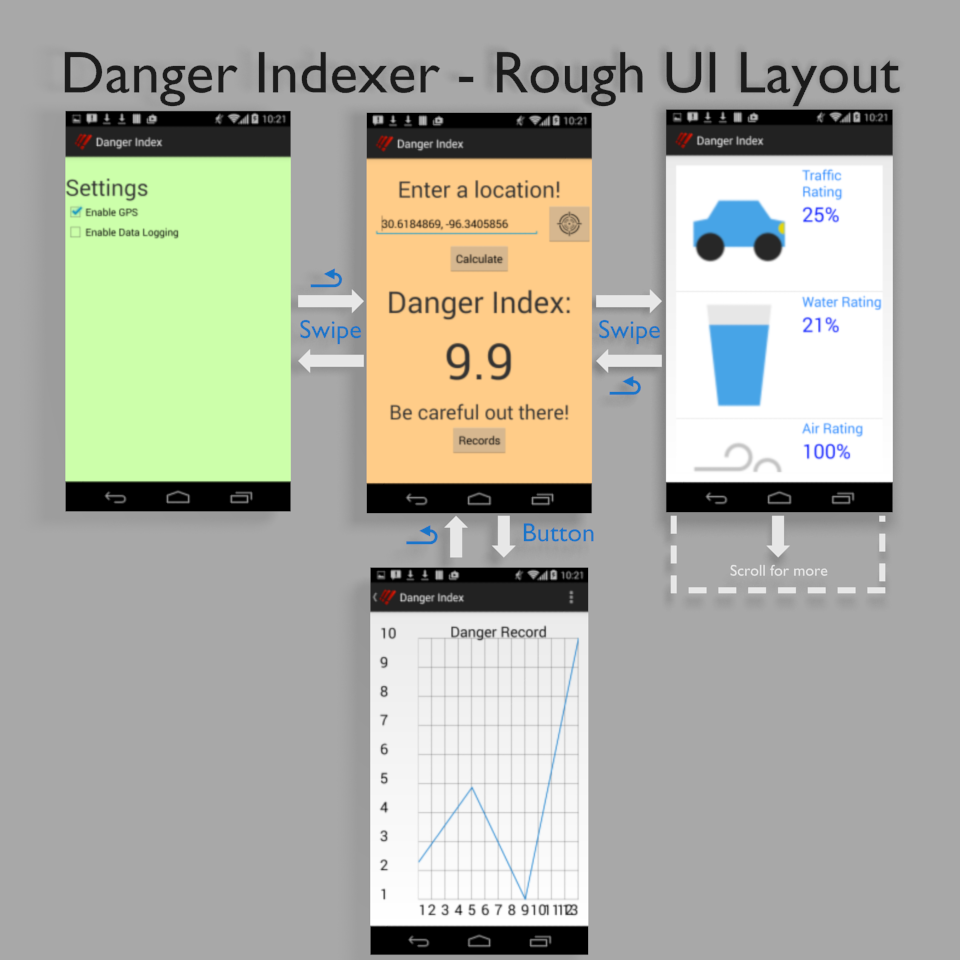 Danger Indexer - Rough UI Layout
10:21
Danger Index
Settings
Enable GPS
Enable Data Logging
Swipe
10:21
Danger Index
Enter a location!
30.6184869, -96.3405856
Calculate
Danger Index:
9.9
Be careful out there!
Records
Swipe
10:21
Danger Index
Traffic
Rating
25%
Water Rating
21%
Air Rating
100%
Scroll for more
Button
10:21
Danger Index
Danger Record
10
9
8
7
6
5
4
3
2
1
1 2 3 4 5 6 7 8 9 10 11 12 13